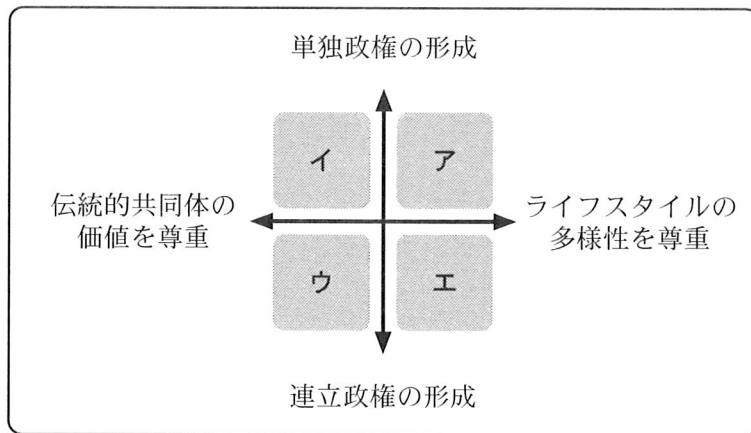 単独政権の形成
イ ア
伝統的共同体の
価値を尊重
ライフスタイルの
多様性を尊重
ウ エ
連立政権の形成